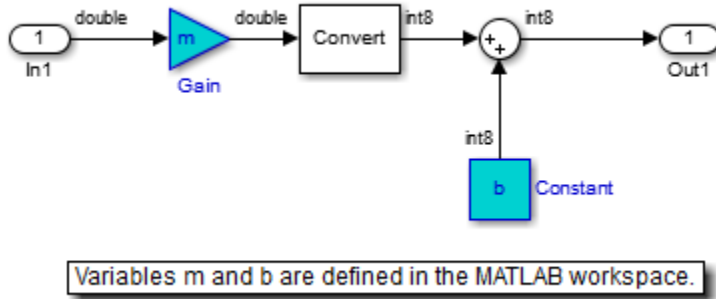 double
double
int8
int8
1
m
Convert
++
1
In1
Gain
Out1
int8
b
Constant
Variables m and b are defined in the MATLAB workspace.